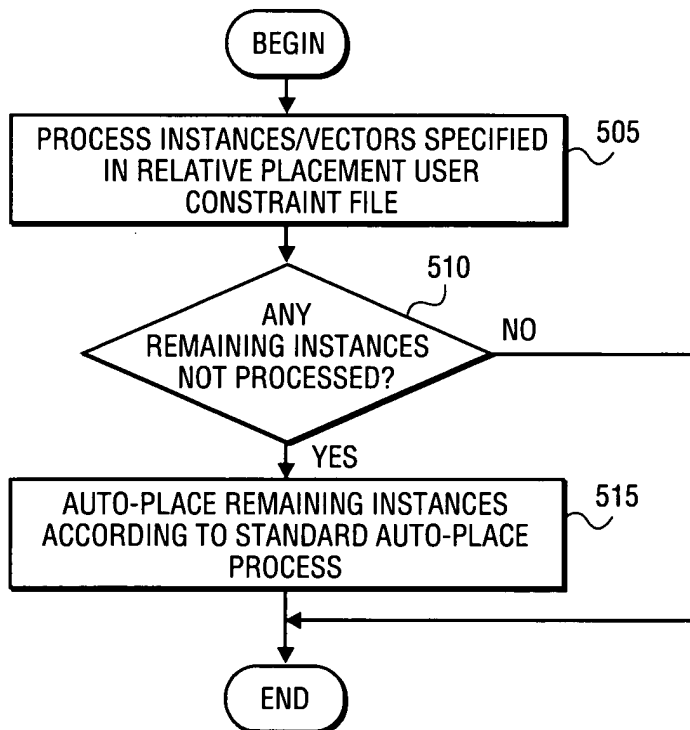 BEGIN
PROCESS INSTANCES/VECTORS SPECIFIED
IN RELATIVE PLACEMENT USER
CONSTRAINT FILE
505
510
ANY
REMAINING INSTANCES
NOT PROCESSED?
NO
YES
AUTO-PLACE REMAINING INSTANCES
ACCORDING TO STANDARD AUTO-PLACE
PROCESS
515
END